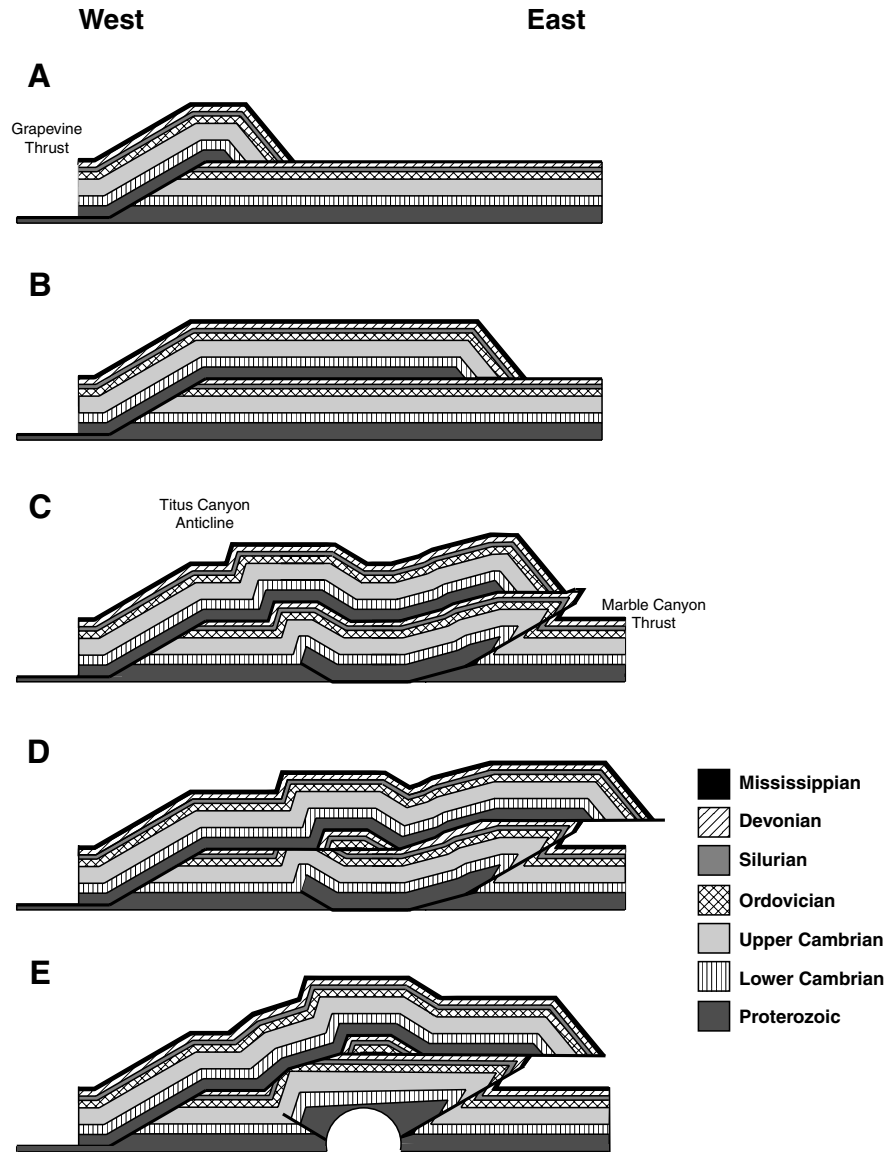 West
East
A
Grapevine
Thrust
B
C
Titus Canyon
Anticline
Marble Canyon
Thrust
D
Mississippian
Devonian
Silurian
Ordovician
Upper Cambrian
Lower Cambrian
Proterozoic
E